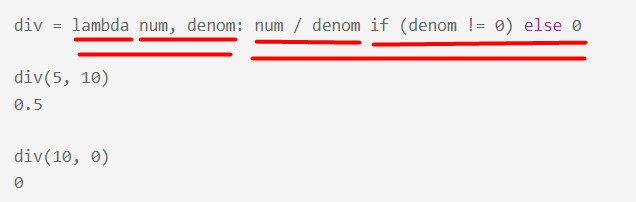 div = lambda num, denom: num / denom if (denom != 0) else 0
div(5, 10)
0.5
div(10, 0)
0